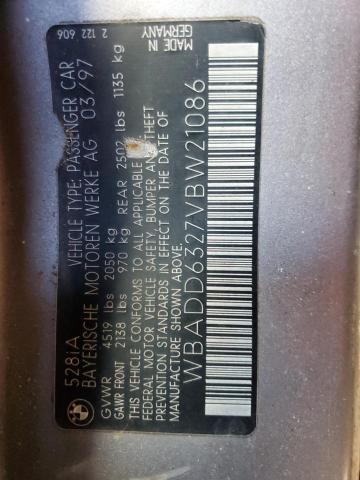 528iA
VEHICLE TYPE: PASSENGER CAR
BAYERISCHE MOTOREN WERKE AG 03/97
GVWR 4519 lbs 2050 kg
GAWR FRONT 2138 lbs 970 kg REAR 2502 lbs 1135 kg
THIS VEHICLE CONFORMS TO ALL APPLICABLE
FEDERAL MOTOR VEHICLE SAFETY, BUMPER AND THEFT
PREVENTION STANDARDS IN EFFECT ON THE DATE OF
MANUFACTURE SHOWN ABOVE.
WBADD6327VBW21086
MADE IN
GERMANY
2 122 606